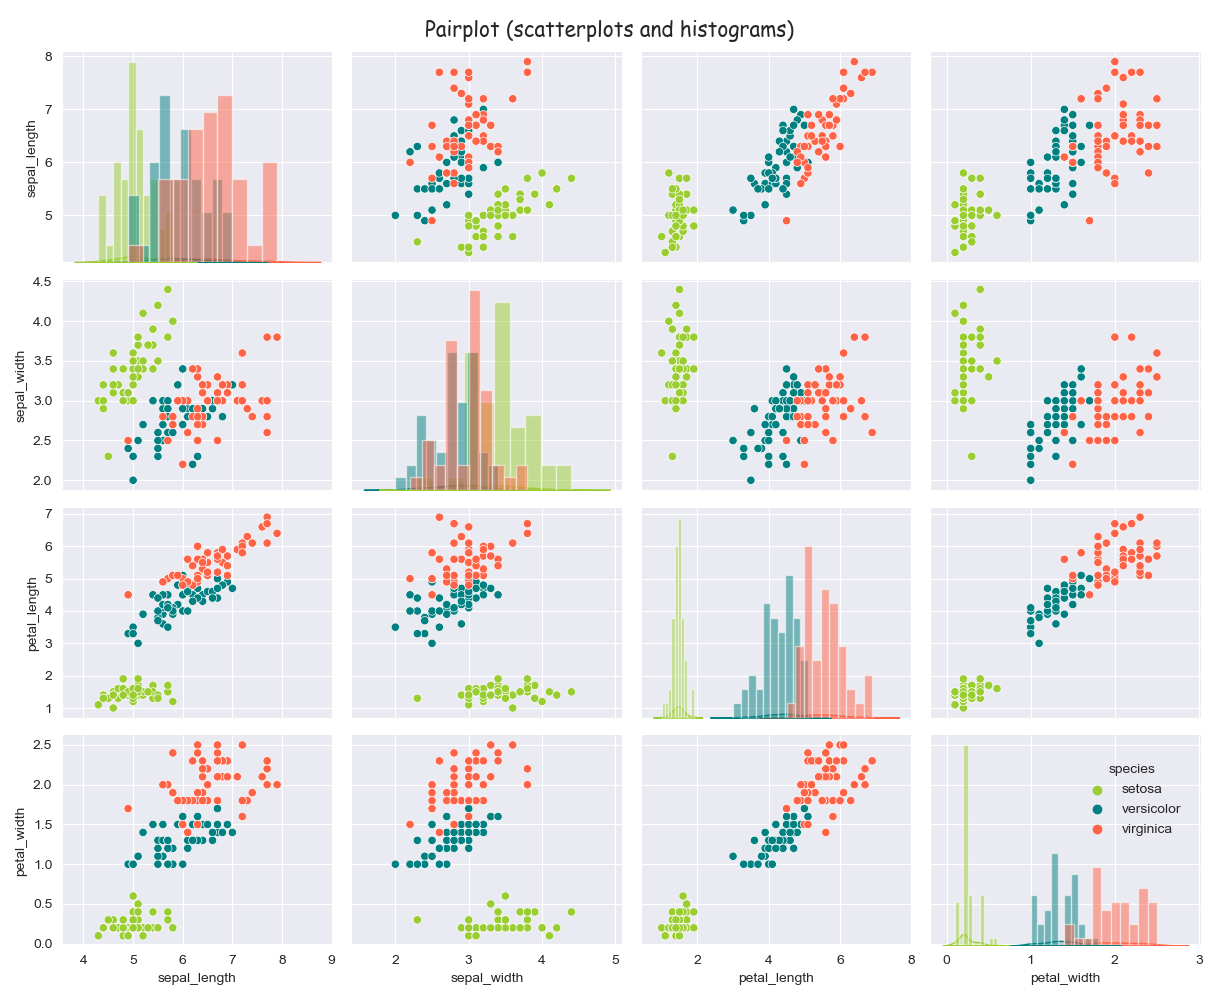 Pairplot (scatterplots and histograms)
8
7
6
5
sepal_length
4.5
4.0
3.5
3.0
2.5
2.0
sepal_width
7
6
5
4
3
2
1
petal_length
2.5
2.0
1.5
1.0
0.5
0.0
petal_width
species
setosa
versicolor
virginica
4 5 6 7 8 9
2 3 4 5
2 4 6 8
0 1 2 3
sepal_length
sepal_width
petal_length
petal_width